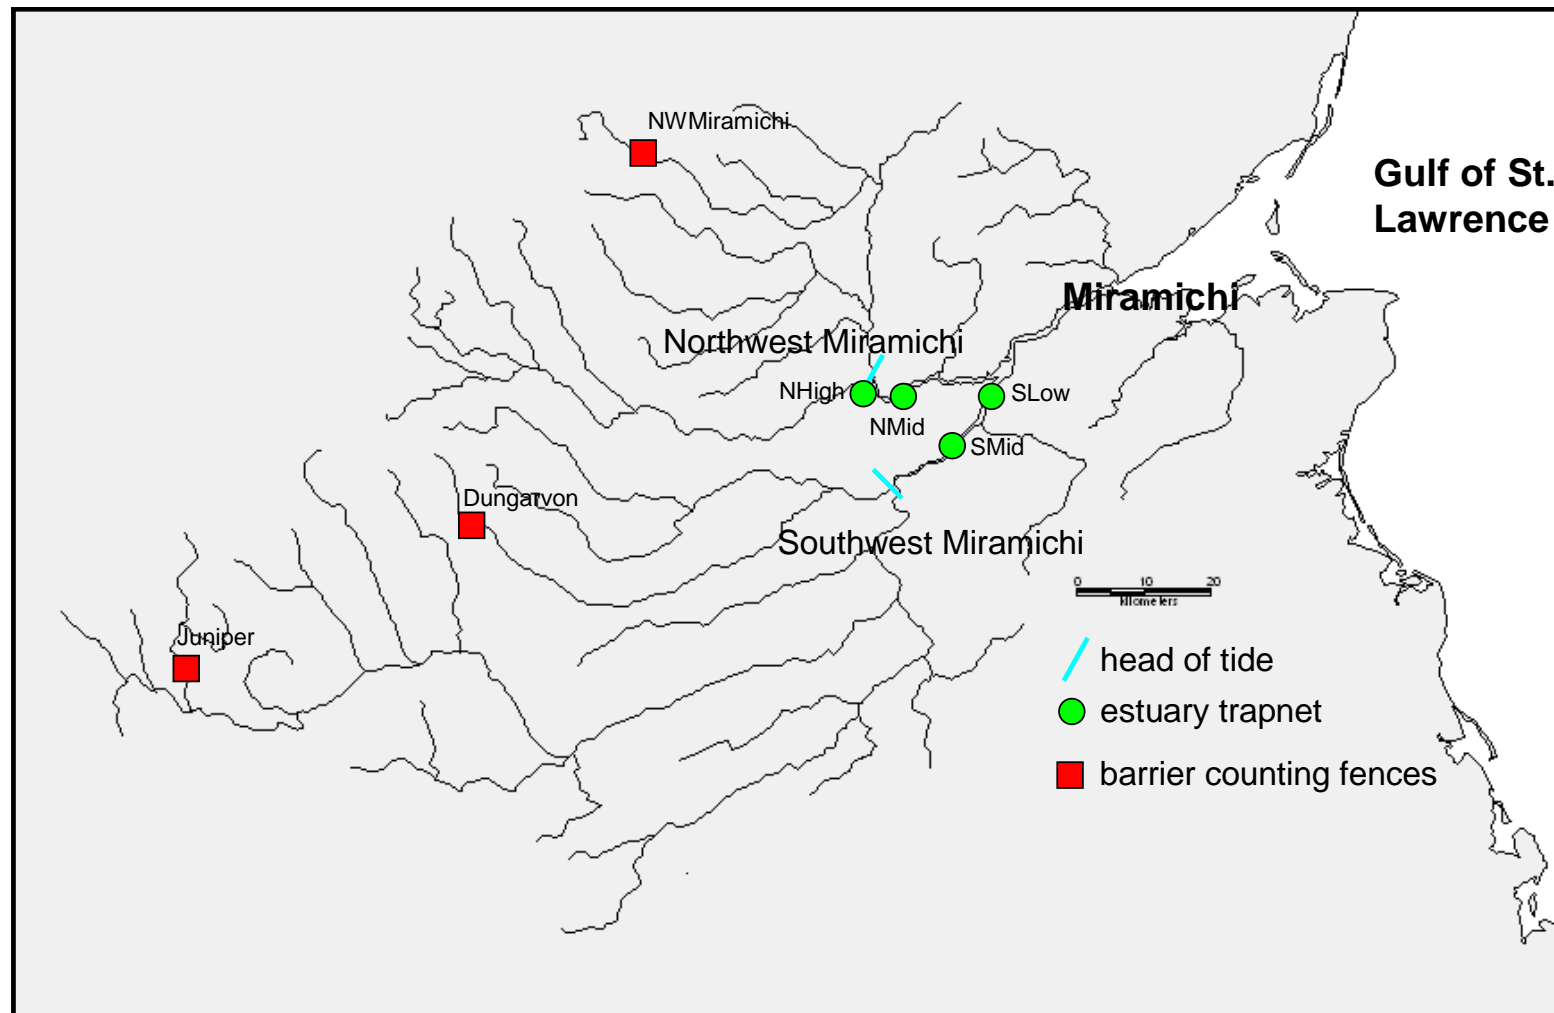 NWMiramichi
Gulf of St.
Lawrence
Miramichi
Northwest Miramichi
NHigh
SLow
NMid
SMid
Dungarvon
Southwest Miramichi
0 10 20
kilometers
Juniper
head of tide
estuary trapnet
barrier counting fences